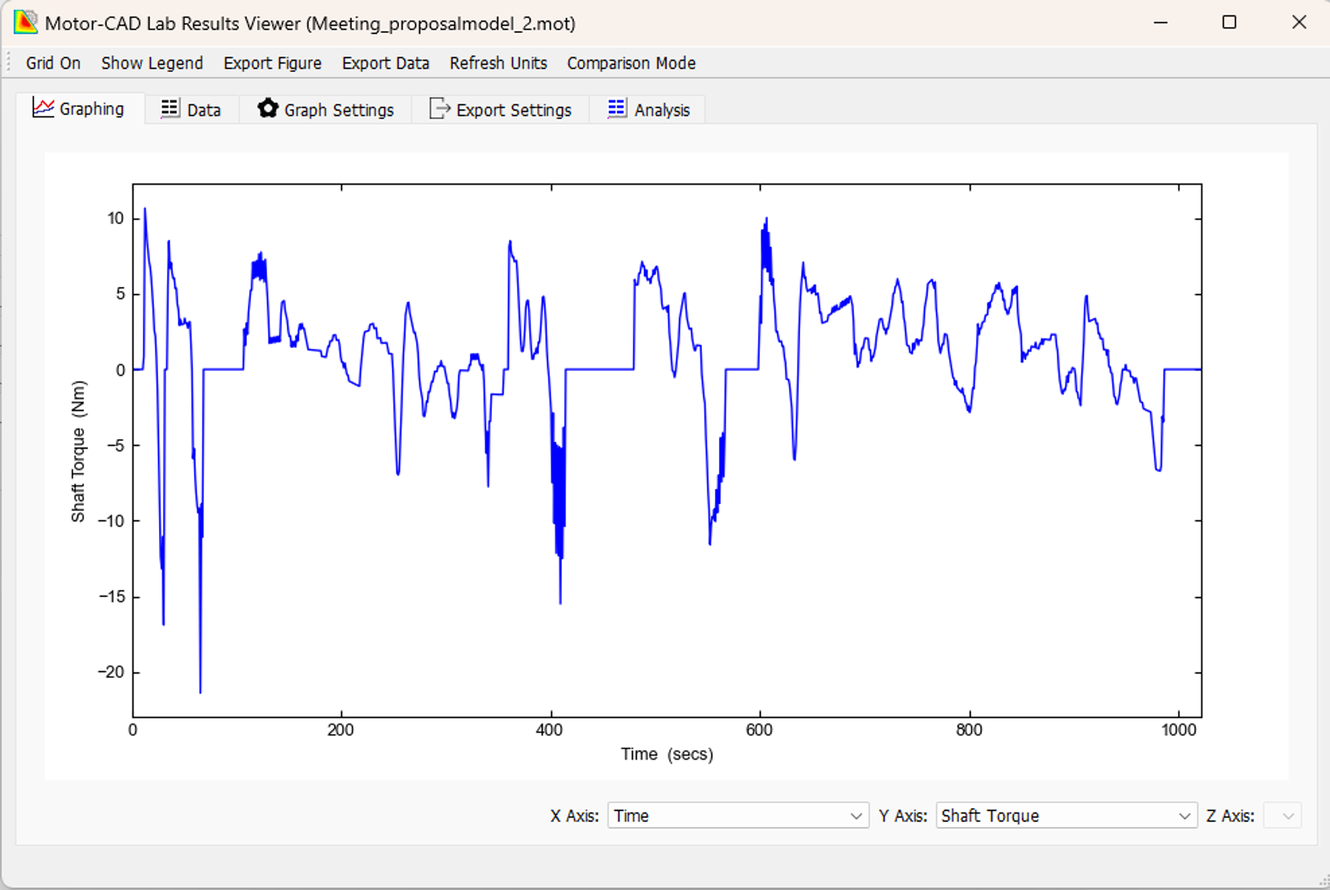 Motor-CAD Lab Results Viewer (Meeting_proposalmodel_2.mot)
Grid On Show Legend Export Figure Export Data Refresh Units Comparison Mode
Graphing Data Graph Settings Export Settings Analysis
10
5
0
−5
−10
−15
−20
Shaft Torque (Nm)
0 200 400 600 800 1000
Time (secs)
X Axis: Time Y Axis: Shaft Torque Z Axis: